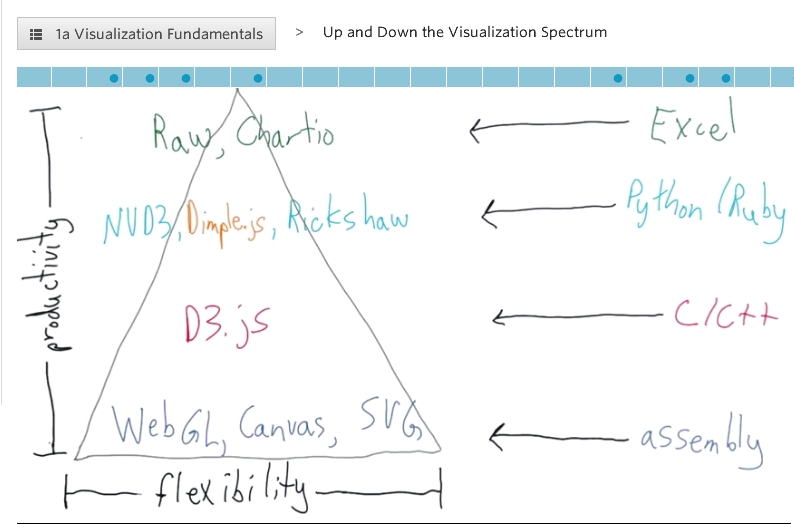 1a Visualization Fundamentals > Up and Down the Visualization Spectrum
Raw, Chartio ← Excel
NVD3, Dimple.js, Rickshaw ← Python/Ruby
productivity
D3.js ← C/C++
WebGL, Canvas, SVG ← assembly
flexibility